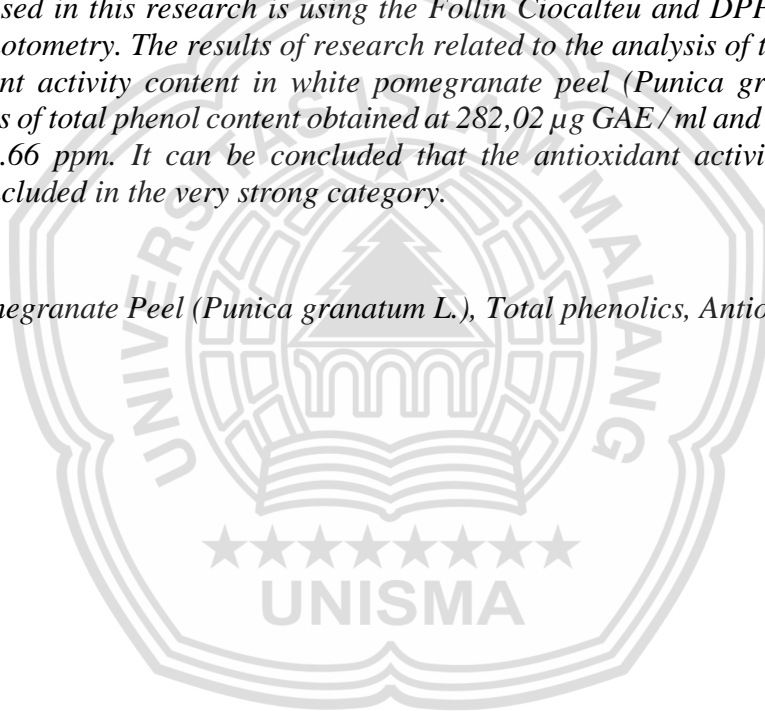 sed in this research is using the Follin Ciocalteu and DPF
otometry. The results of research related to the analysis of t
nt activity content in white pomegranate peel (Punica gr
s of total phenol content obtained at 282,02 µg GAE / ml and
.66 ppm. It can be concluded that the antioxidant activi
cluded in the very strong category.
negranate Peel (Punica granatum L.), Total phenolics, Antio
UNIVERSITAS ISLAM MALANG
UNISMA